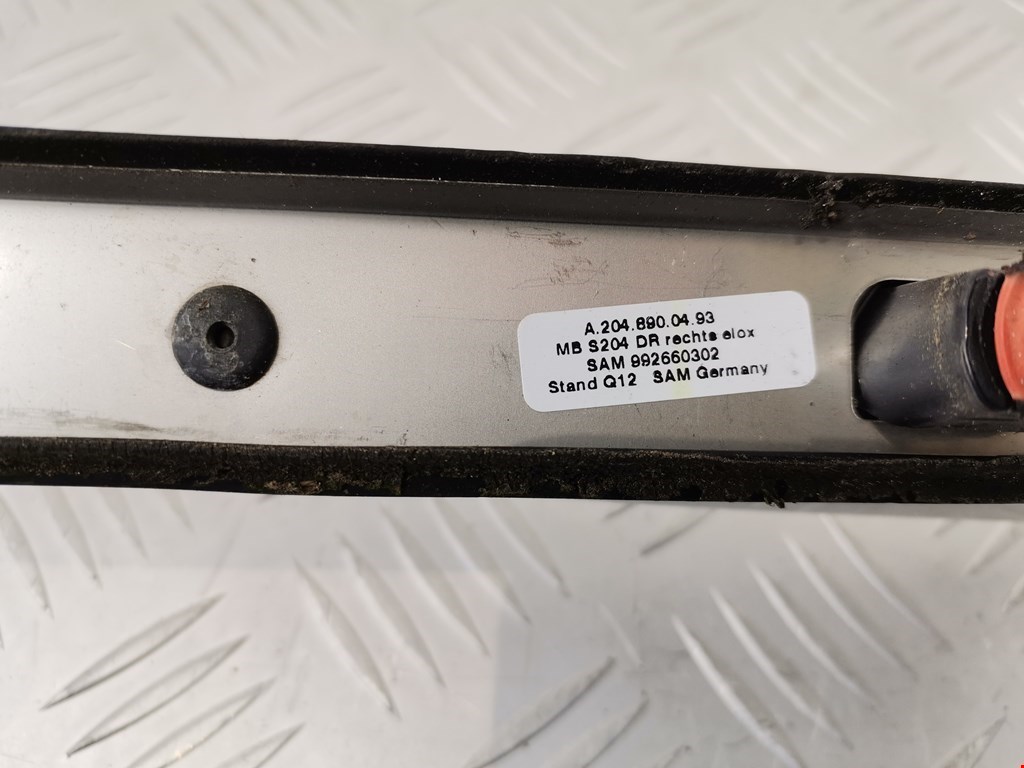 A.204.890.04.93
MB S204 DR rechts elox
SAM 992660302
Stand Q12 SAM Germany